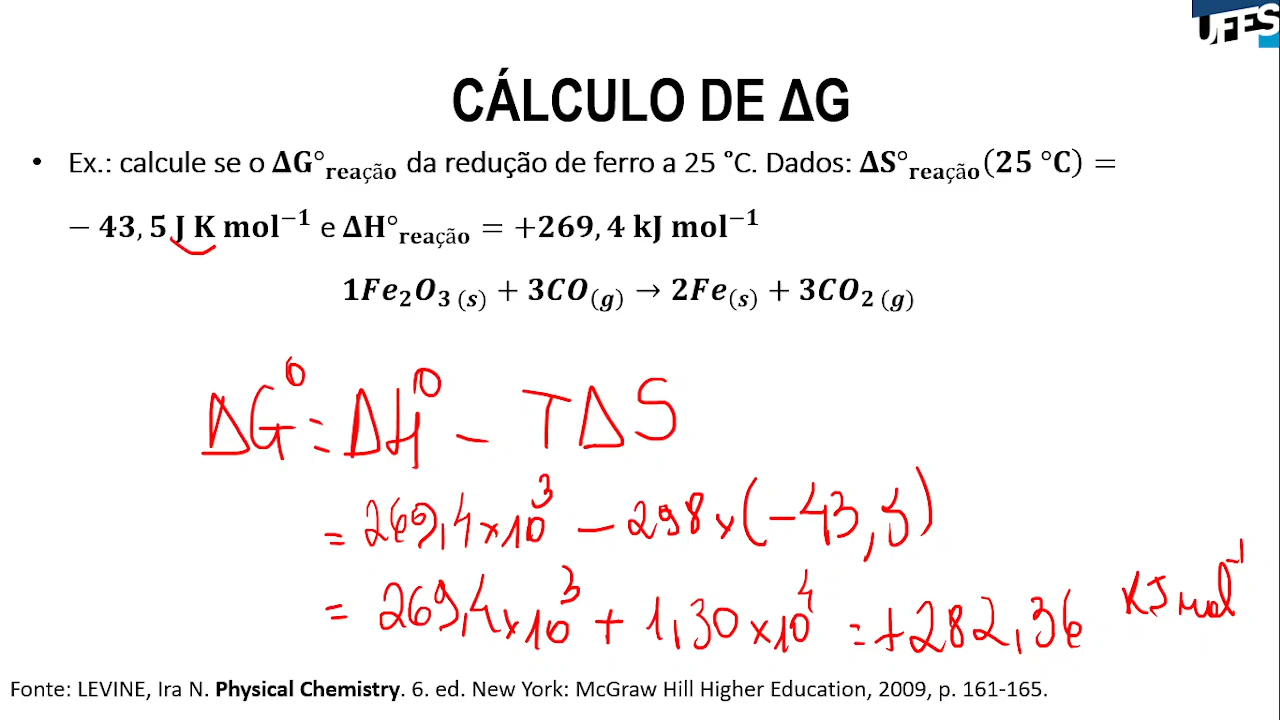 UFES
CÁLCULO DE ΔG
• Ex.: calcule se o ΔG°reação da redução de ferro a 25 °C. Dados: ΔS°reação(25 °C) =
− 43,5 J K mol⁻¹ e ΔH°reação = +269,4 kJ mol⁻¹
1Fe₂O₃ (s) + 3CO(g) → 2Fe(s) + 3CO₂ (g)
ΔG⁰ = ΔH⁰ − TΔS
= 269,4×10³ − 298×(−43,5)
= 269,4×10³ + 1,30×10⁴ = +282,36 KJ mol⁻¹
Fonte: LEVINE, Ira N. Physical Chemistry. 6. ed. New York: McGraw Hill Higher Education, 2009, p. 161-165.